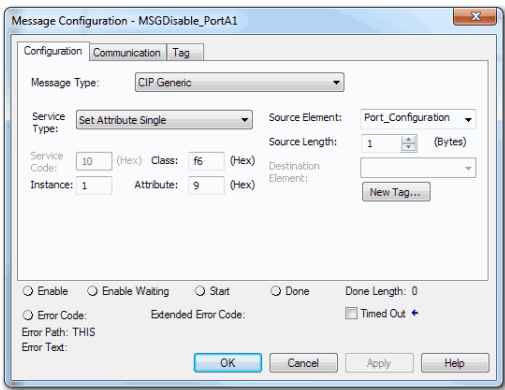 Message Configuration - MSGDisable_PortA1
Configuration Communication Tag
Message Type: CIP Generic
Service Type: Set Attribute Single
Source Element: Port_Configuration
Source Length: 1 (Bytes)
Service Code: 10 (Hex) Class: f6 (Hex)
Destination Element:
Instance: 1 Attribute: 9 (Hex)
New Tag...
Enable Enable Waiting Start Done Done Length: 0
Error Code: Extended Error Code: Timed Out
Error Path: THIS
Error Text:
OK Cancel Apply Help